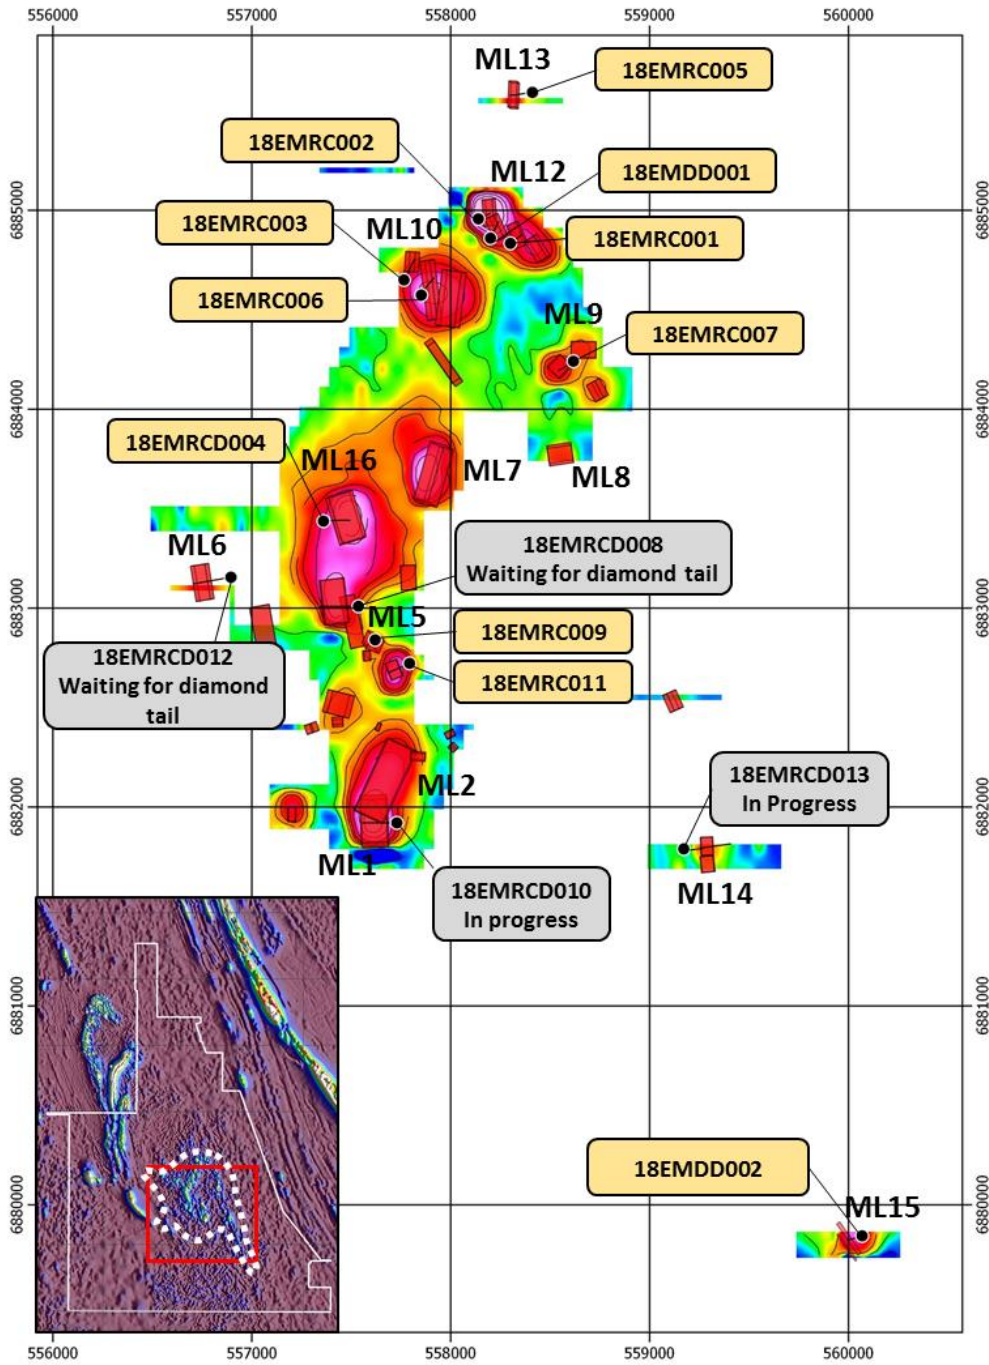 556000 557000 558000 559000 560000
ML13
18EMRC005
18EMRC002
ML12
18EMDD001
6885000
6885000
18EMRC003
ML10
18EMRC001
18EMRC006
ML9
18EMRC007
6884000
6884000
18EMRCD004
ML16
ML7
ML8
18EMRCD008
Waiting for diamond tail
ML6
6883000
6883000
ML5
18EMRC009
18EMRCD012
Waiting for diamond
tail
18EMRC011
18EMRCD013
In Progress
ML2
6882000
6882000
ML1
18EMRCD010
In progress
ML14
6881000
6881000
18EMDD002
6880000
6880000
ML15
556000 557000 558000 559000 560000